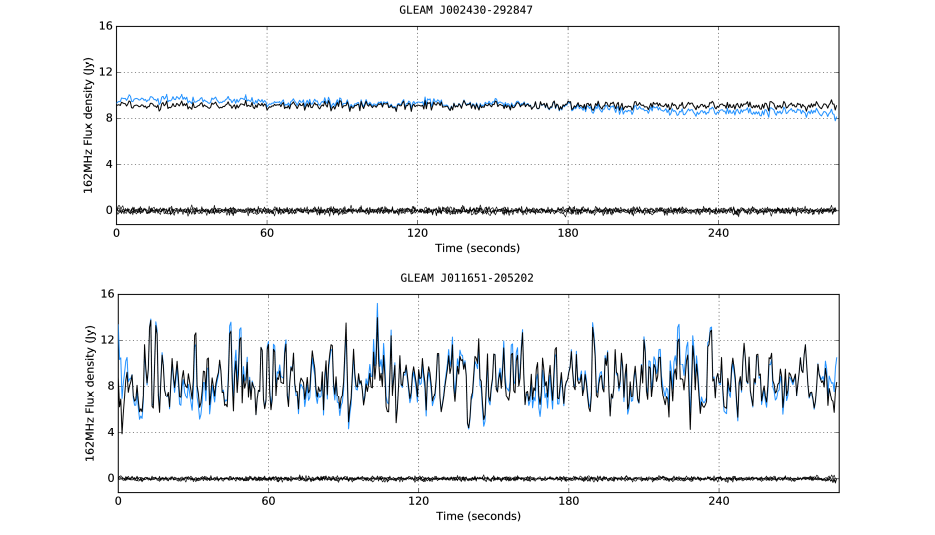 GLEAM J002430-292847
16
12
8
4
0
162MHz Flux density (Jy)
0 60 120 180 240
Time (seconds)
GLEAM J011651-205202
16
12
8
4
0
162MHz Flux density (Jy)
0 60 120 180 240
Time (seconds)